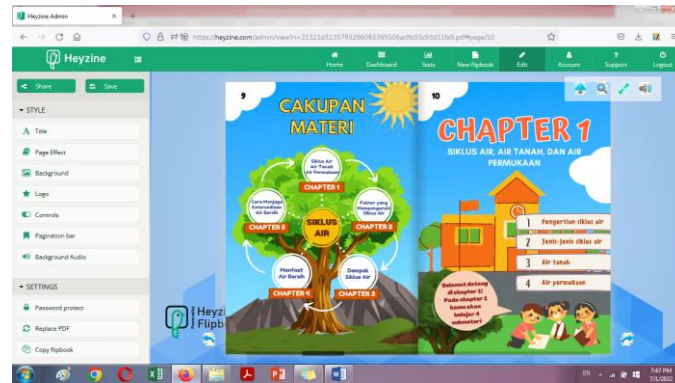 Heyzine Admin
https://heyzine.com/admin/view?n=31321d3135793296083385506ac9b55c93d11fa9.pdf#page/10
Heyzine
Home
Dashboard
Stats
New flipbook
Edit
Account
Support
Logout
Share
Save
STYLE
Title
Page Effect
Background
Logo
Controls
Pagination bar
Background Audio
SETTINGS
Password protect
Replace PDF
Copy flipbook
9
CAKUPAN
MATERI
Siklus Air
Air Tanah
Air Permukaan
CHAPTER 1
Cara Menjaga
Ketersediaan
Air Bersih
CHAPTER 5
SIKLUS
AIR
Faktor yang
Mempengaruhi
Siklus Air
CHAPTER 2
Manfaat
Air Bersih
CHAPTER 4
Dampak
Siklus Air
CHAPTER 3
Heyzi
Flipb
10
CHAPTER 1
SIKLUS AIR, AIR TANAH, DAN AIR
PERMUKAAN
1 Pengertian siklus air
2 Jenis-jenis siklus air
3 Air tanah
4 Air permukaan
Selamat datang
di chapter 1!
Pada chapter 1
kamu akan
belajar 4
submateri
EN
7:47 PM
7/1/2022